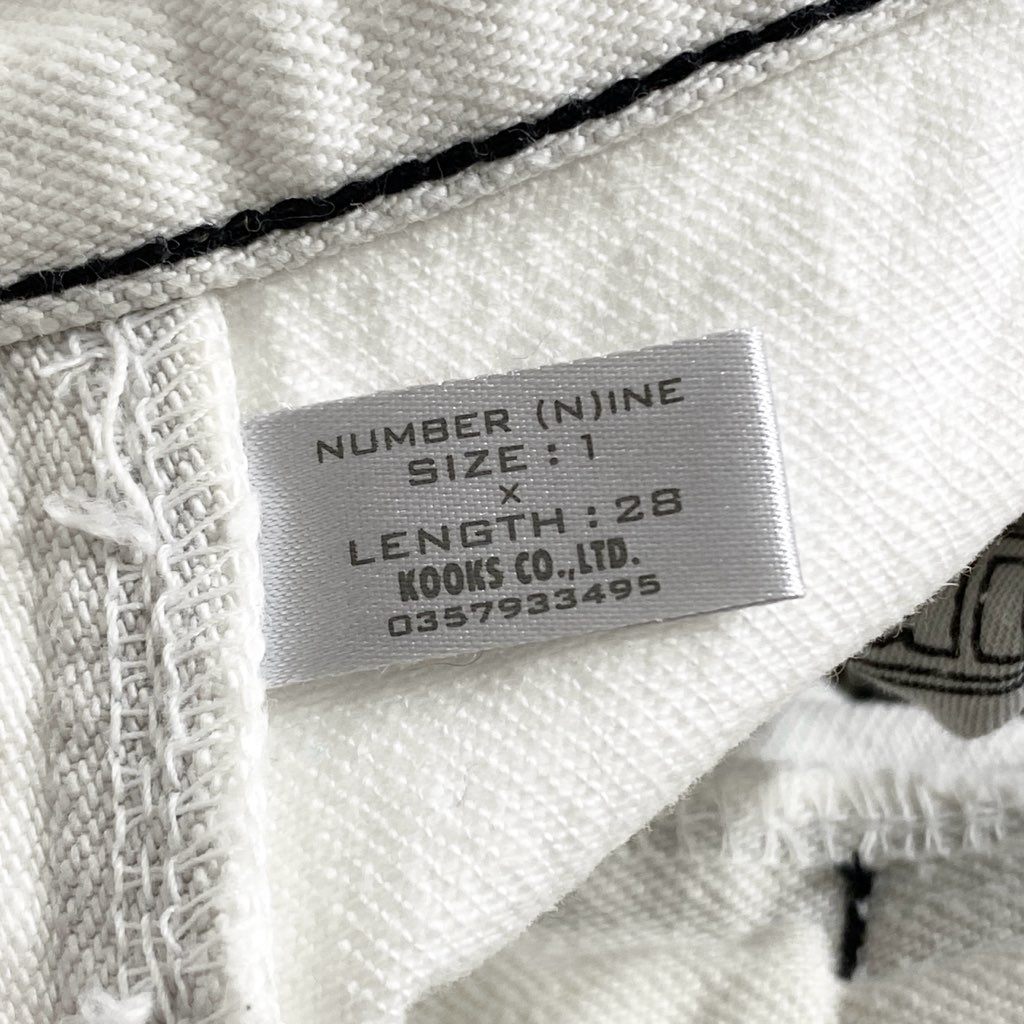 NUMBER (N)INE
SIZE : 1
x
LENGTH : 28
KOOKS CO.,LTD.
0357933495